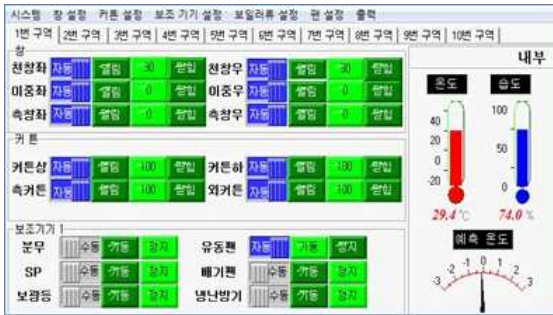 시스템 창 설정 커튼 설정 보조 기기 설정 보일러류 설정 팬 설정 출력
1번 구역 2번 구역 3번 구역 4번 구역 5번 구역 6번 구역 7번 구역 8번 구역 9번 구역 10번 구역
창
천창좌 자동 열림 30 닫힘 천창우 자동 열림 30 닫힘
이중좌 자동 열림 0 닫힘 이중우 자동 열림 0 닫힘
측창좌 자동 열림 0 닫힘 측창우 자동 열림 0 닫힘
커튼
커튼상 자동 열림 100 닫힘 커튼하 자동 열림 100 닫힘
측커튼 자동 열림 100 닫힘 외커튼 자동 열림 100 닫힘
보조기기 1
분무 수동 가동 정지 유동팬 자동 가동 정지
SP 수동 가동 정지 배기팬 수동 가동 정지
보광등 수동 가동 정지 냉난방기 수동 가동 정지
내부
온도 습도
40 20 0 -20
100 50 0
29.4 ℃ 74.0 %
예측 온도
-3 -2 -1 0 1 2 3